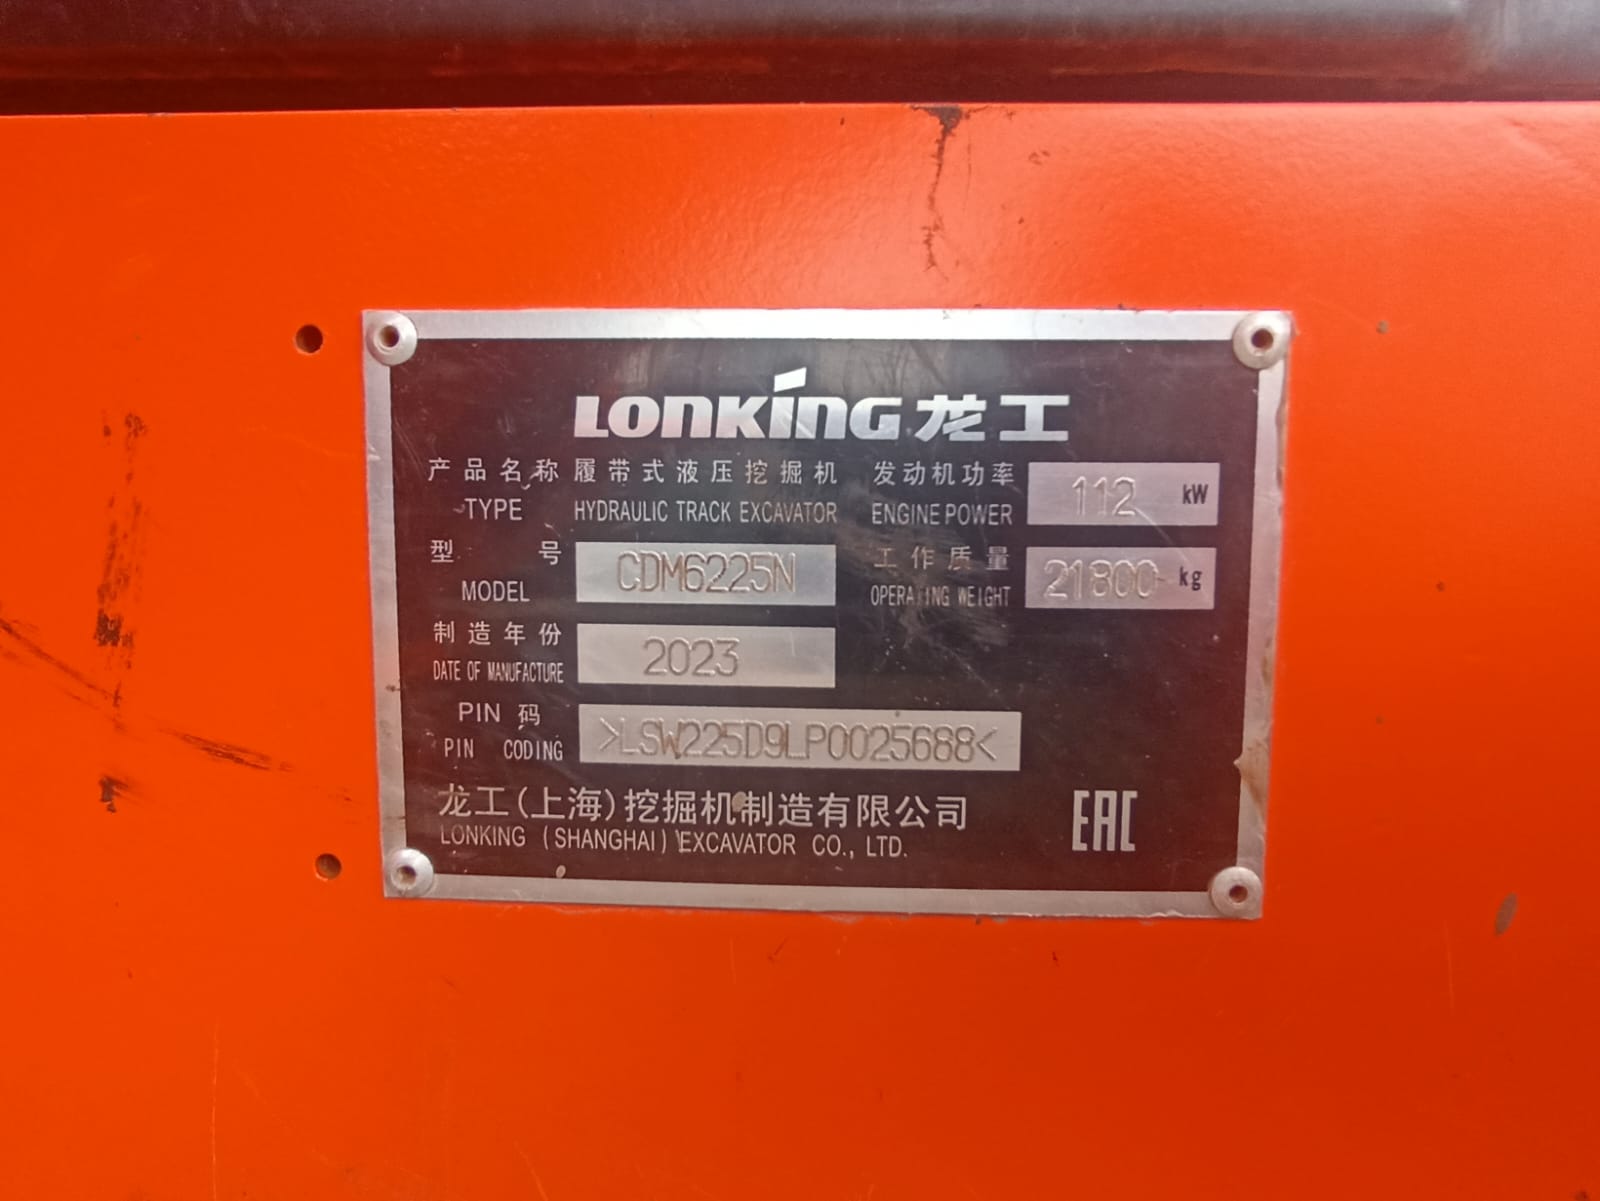 LONKING 龙工
产品名称 履带式液压挖掘机 发动机功率 112 kW
TYPE HYDRAULIC TRACK EXCAVATOR ENGINE POWER
型 号 CDM6225N 工作质量 21800 kg
MODEL OPERATING WEIGHT
制造年份 2023
DATE OF MANUFACTURE
PIN 码 >LSW225D9LP0025688<
PIN CODING
龙工(上海)挖掘机制造有限公司 EAC
LONKING (SHANGHAI) EXCAVATOR CO., LTD.